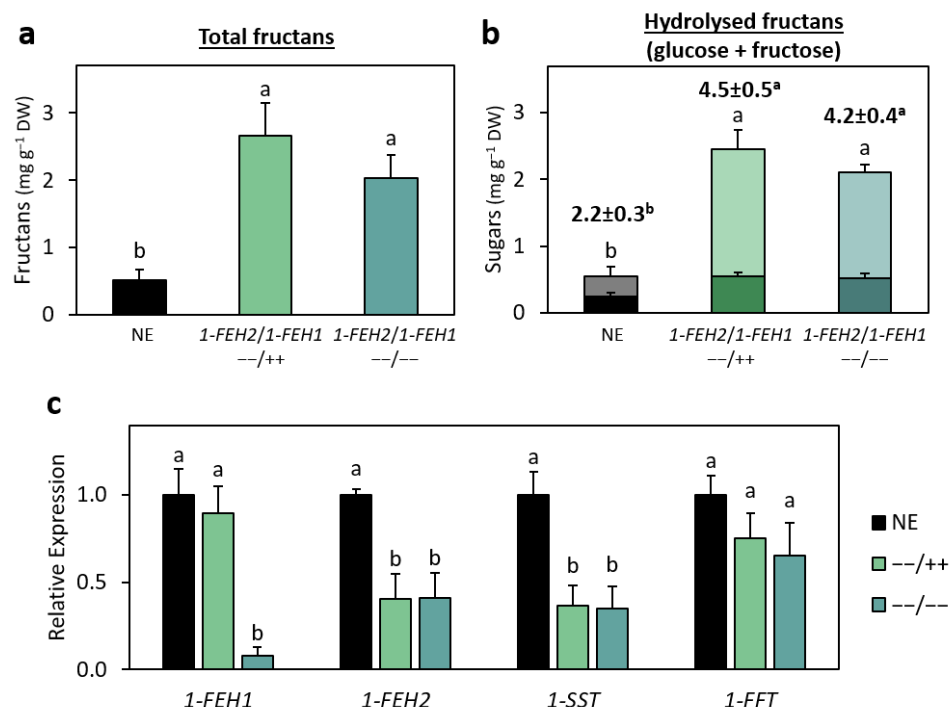 a
Total fructans
Fructans (mg g⁻¹ DW)
3
2
1
0
b
a
a
NE
1-FEH2/1-FEH1
−−/++
1-FEH2/1-FEH1
−−/−−
b
Hydrolysed fructans
(glucose + fructose)
Sugars (mg g⁻¹ DW)
3
2
1
0
2.2±0.3ᵇ
b
4.5±0.5ᵃ
a
4.2±0.4ᵃ
a
NE
1-FEH2/1-FEH1
−−/++
1-FEH2/1-FEH1
−−/−−
c
Relative Expression
1.0
0.5
0.0
a
a
b
a
b
b
a
b
b
a
a
a
1-FEH1
1-FEH2
1-SST
1-FFT
NE
−−/++
−−/−−